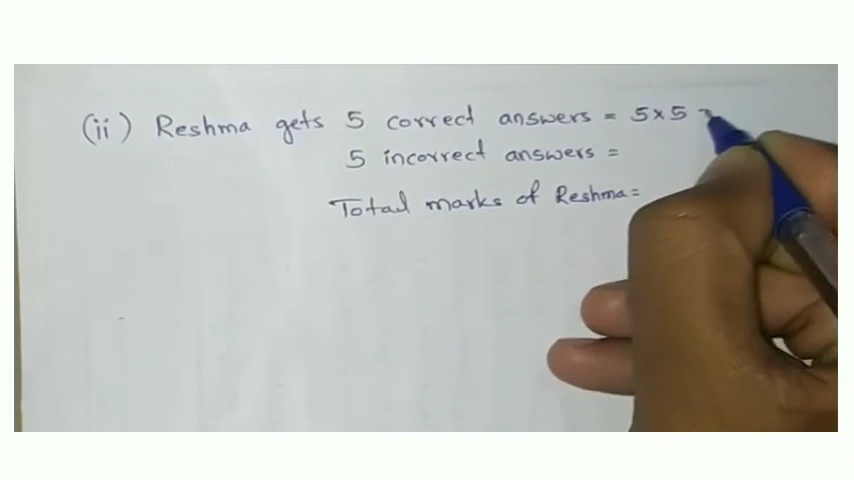 (ii) Reshma gets 5 correct answers = 5×5 =
5 incorrect answers =
Total marks of Reshma=